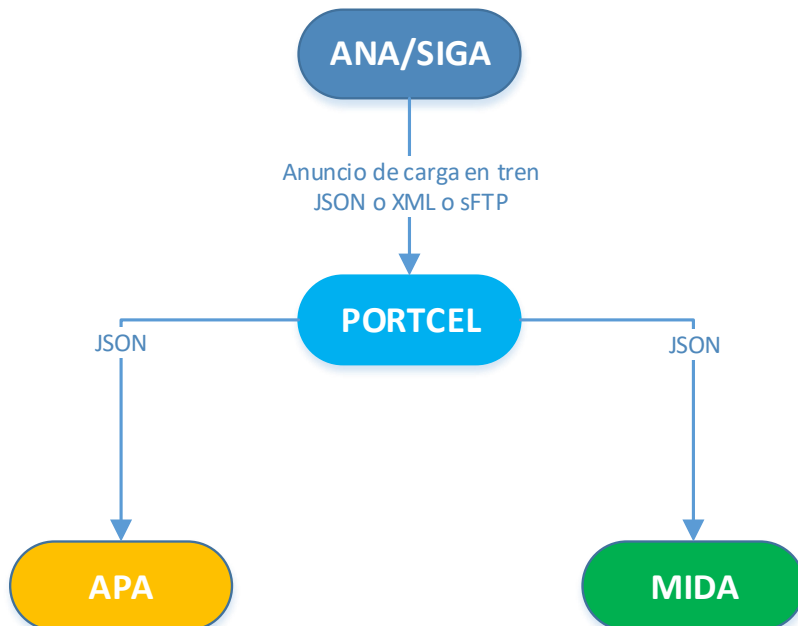 ANA/SIGA
Anuncio de carga en tren
JSON o XML o sFTP
PORTCEL
JSON
JSON
APA
MIDA